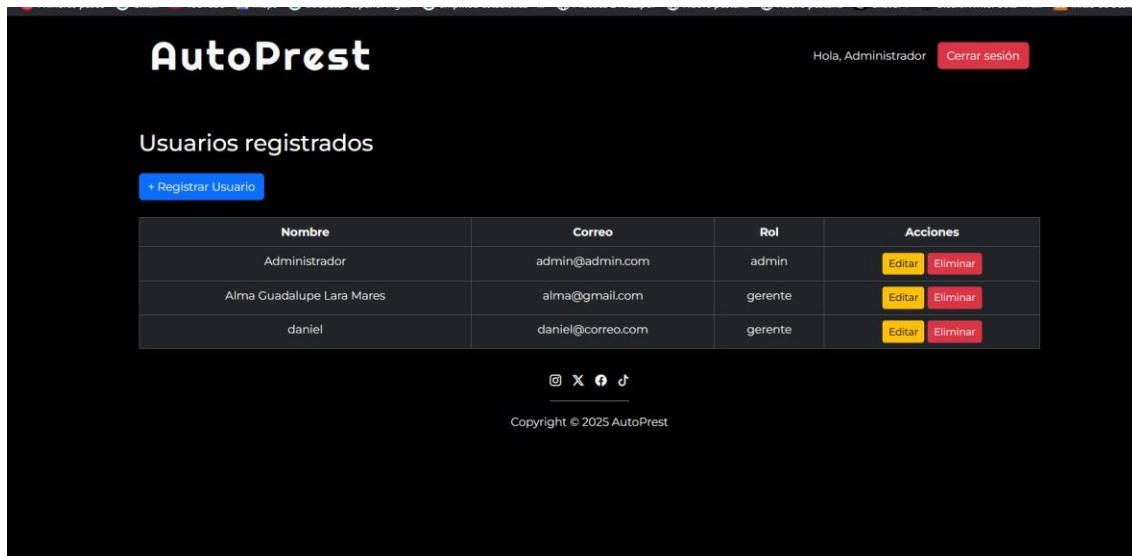 AutoPrest
Hola, Administrador Cerrar sesión
Usuarios registrados
+ Registrar Usuario
Nombre Correo Rol Acciones
Administrador admin@admin.com admin Editar Eliminar
Alma Guadalupe Lara Mares alma@gmail.com gerente Editar Eliminar
daniel daniel@correo.com gerente Editar Eliminar
Copyright © 2025 AutoPrest